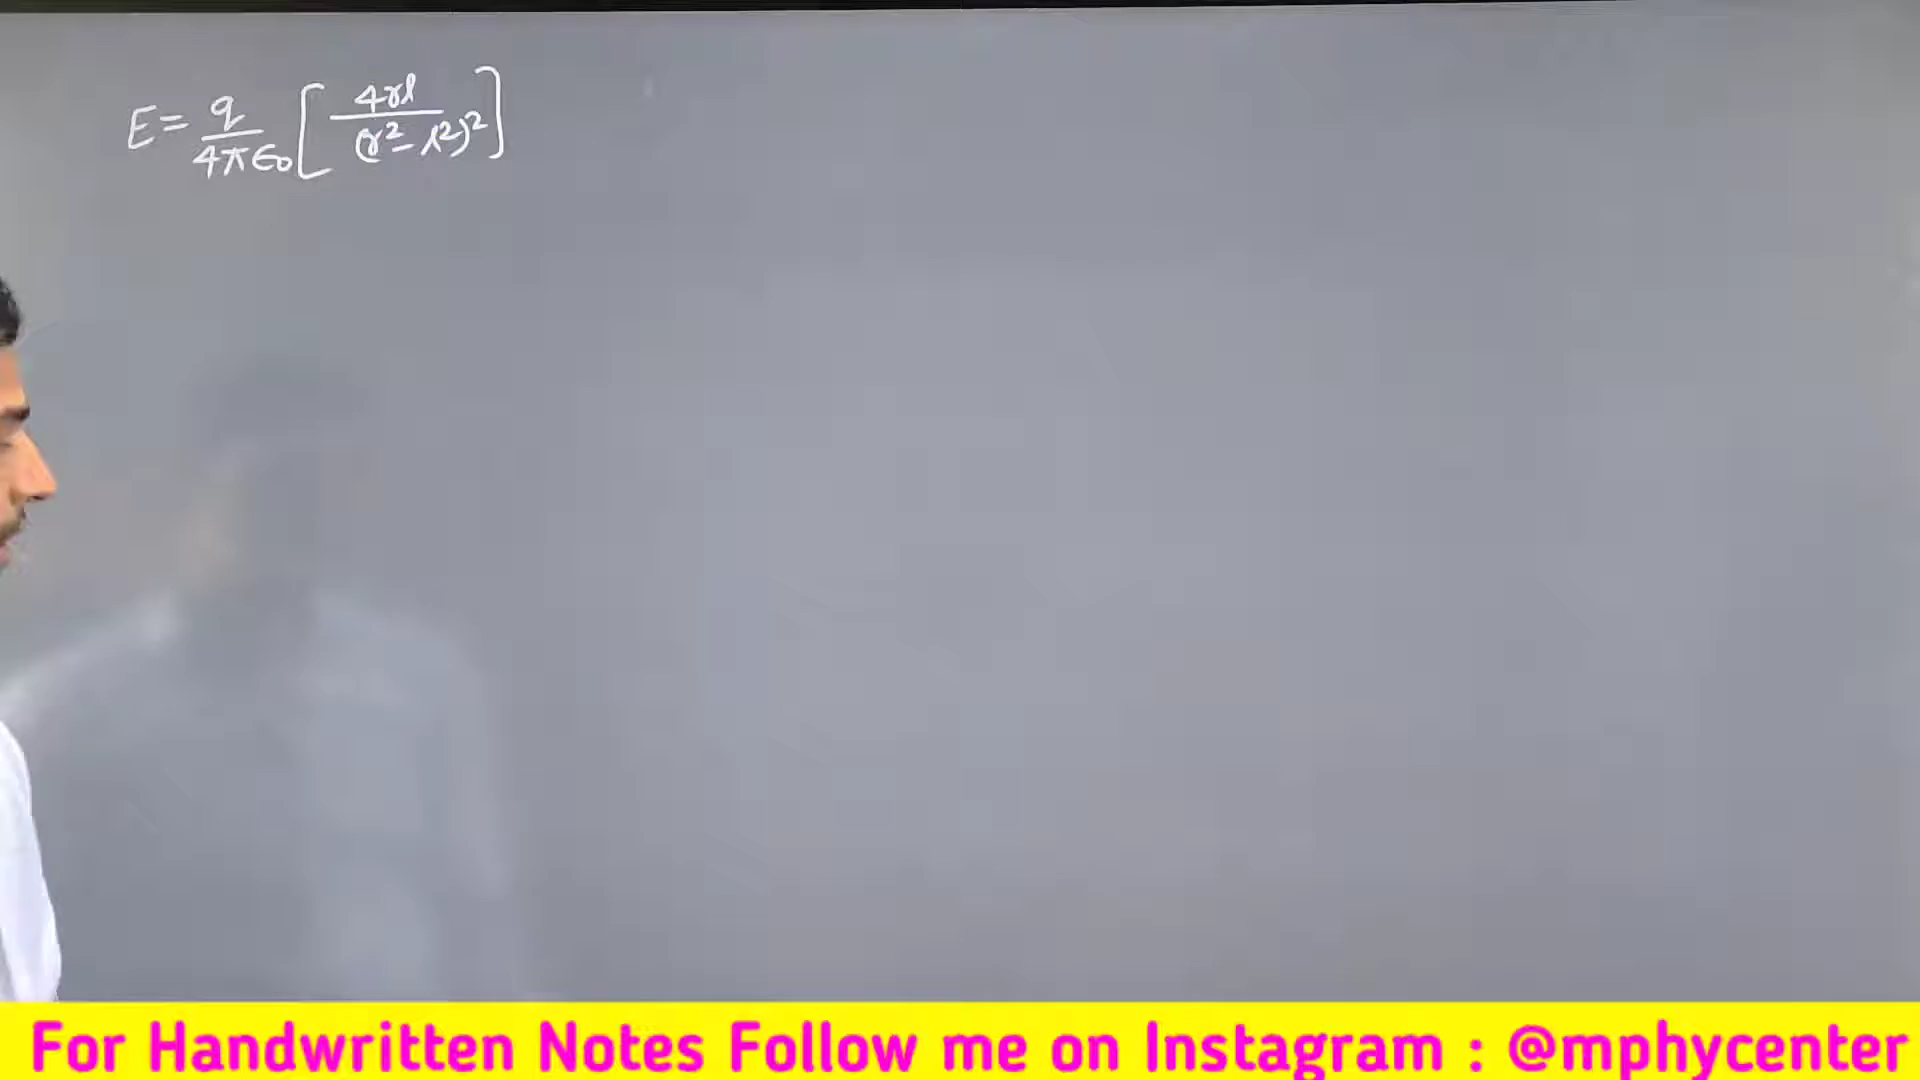 E = q/4πϵ0 [ 4rl/(r²-l²)² ]
For Handwritten Notes Follow me on Instagram : @mphycenter